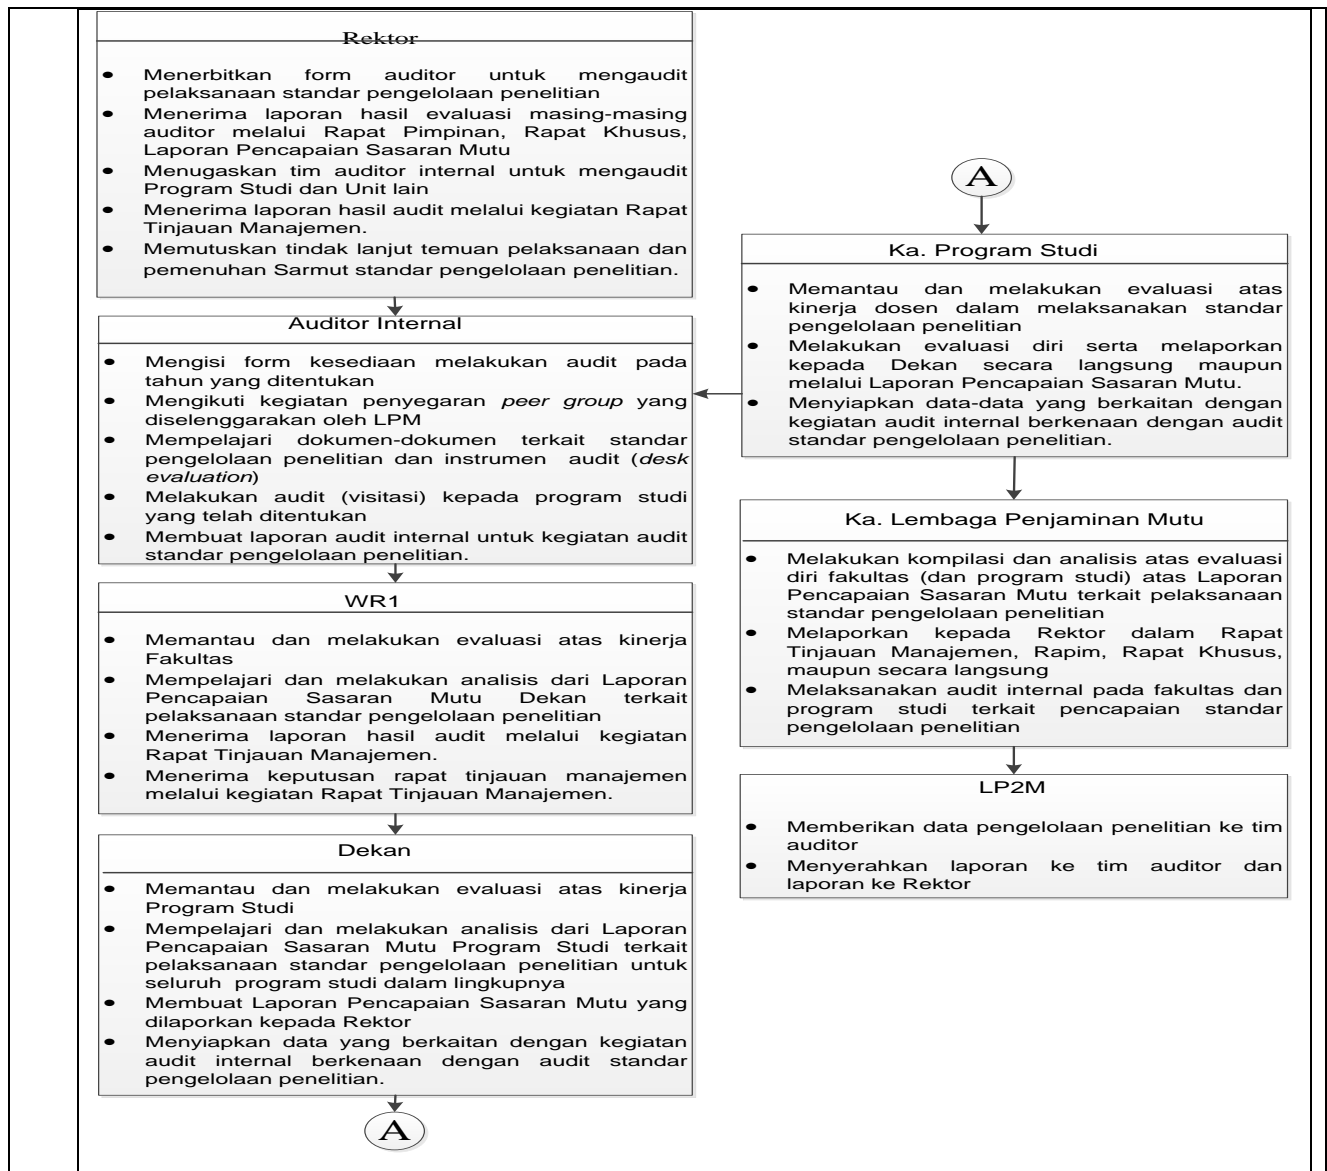 Rektor
• Menerbitkan form auditor untuk mengaudit
pelaksanaan standar pengelolaan penelitian
• Menerima laporan hasil evaluasi masing-masing
auditor melalui Rapat Pimpinan, Rapat Khusus,
Laporan Pencapaian Sasaran Mutu
• Menugaskan tim auditor internal untuk mengaudit
Program Studi dan Unit lain
• Menerima laporan hasil audit melalui kegiatan Rapat
Tinjauan Manajemen.
• Memutuskan tindak lanjut temuan pelaksanaan dan
pemenuhan Sarmut standar pengelolaan penelitian.
Auditor Internal
• Mengisi form kesediaan melakukan audit pada
tahun yang ditentukan
• Mengikuti kegiatan penyegaran peer group yang
diselenggarakan oleh LPM
• Mempelajari dokumen-dokumen terkait standar
pengelolaan penelitian dan instrumen audit (desk
evaluation)
• Melakukan audit (visitasi) kepada program studi
yang telah ditentukan
• Membuat laporan audit internal untuk kegiatan audit
standar pengelolaan penelitian.
WR1
• Memantau dan melakukan evaluasi atas kinerja
Fakultas
• Mempelajari dan melakukan analisis dari Laporan
Pencapaian Sasaran Mutu Dekan terkait
pelaksanaan standar pengelolaan penelitian
• Menerima laporan hasil audit melalui kegiatan
Rapat Tinjauan Manajemen.
• Menerima keputusan rapat tinjauan manajemen
melalui kegiatan Rapat Tinjauan Manajemen.
Dekan
• Memantau dan melakukan evaluasi atas kinerja
Program Studi
• Mempelajari dan melakukan analisis dari Laporan
Pencapaian Sasaran Mutu Program Studi terkait
pelaksanaan standar pengelolaan penelitian untuk
seluruh program studi dalam lingkupnya
• Membuat Laporan Pencapaian Sasaran Mutu yang
dilaporkan kepada Rektor
• Menyiapkan data yang berkaitan dengan kegiatan
audit internal berkenaan dengan audit standar
pengelolaan penelitian.
A
A
Ka. Program Studi
• Memantau dan melakukan evaluasi atas
kinerja dosen dalam melaksanakan standar
pengelolaan penelitian
• Melakukan evaluasi diri serta melaporkan
kepada Dekan secara langsung maupun
melalui Laporan Pencapaian Sasaran Mutu.
• Menyiapkan data-data yang berkaitan dengan
kegiatan audit internal berkenaan dengan audit
standar pengelolaan penelitian.
Ka. Lembaga Penjaminan Mutu
• Melakukan kompilasi dan analisis atas evaluasi
diri fakultas (dan program studi) atas Laporan
Pencapaian Sasaran Mutu terkait pelaksanaan
standar pengelolaan penelitian
• Melaporkan kepada Rektor dalam Rapat
Tinjauan Manajemen, Rapim, Rapat Khusus,
maupun secara langsung
• Melaksanakan audit internal pada fakultas dan
program studi terkait pencapaian standar
pengelolaan penelitian
LP2M
• Memberikan data pengelolaan penelitian ke tim
auditor
• Menyerahkan laporan ke tim auditor dan
laporan ke Rektor